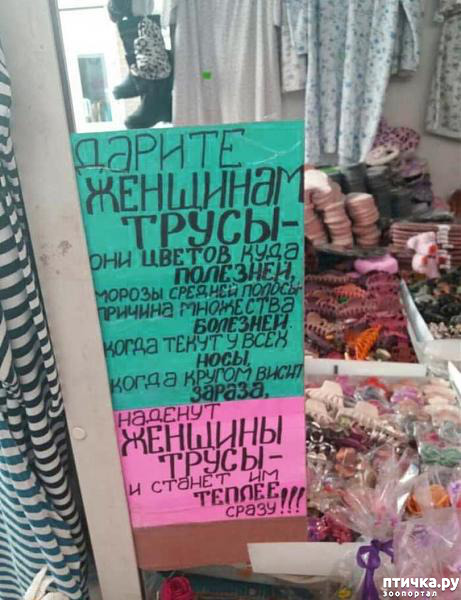 ДАРИТЕ
ЖЕНЩИНАМ
ТРУСЫ-
ОНИ ЦВЕТОВ КУДА
ПОЛЕЗНЕЙ,
МОРОЗЫ СРЕДНЕЙ ПОЛОСЫ-
ПРИЧИНА МНОЖЕСТВА
БОЛЕЗНЕЙ.
КОГДА ТЕКУТ У ВСЕХ
НОСЫ,
КОГДА КРУГОМ ВИСИТ
ЗАРАЗА,
НАДЕНУТ
ЖЕНЩИНЫ
ТРУСЫ-
И СТАНЕТ ИМ
ТЕПЛЕЕ
СРАЗУ!!!
птичка.ру
зоопортал